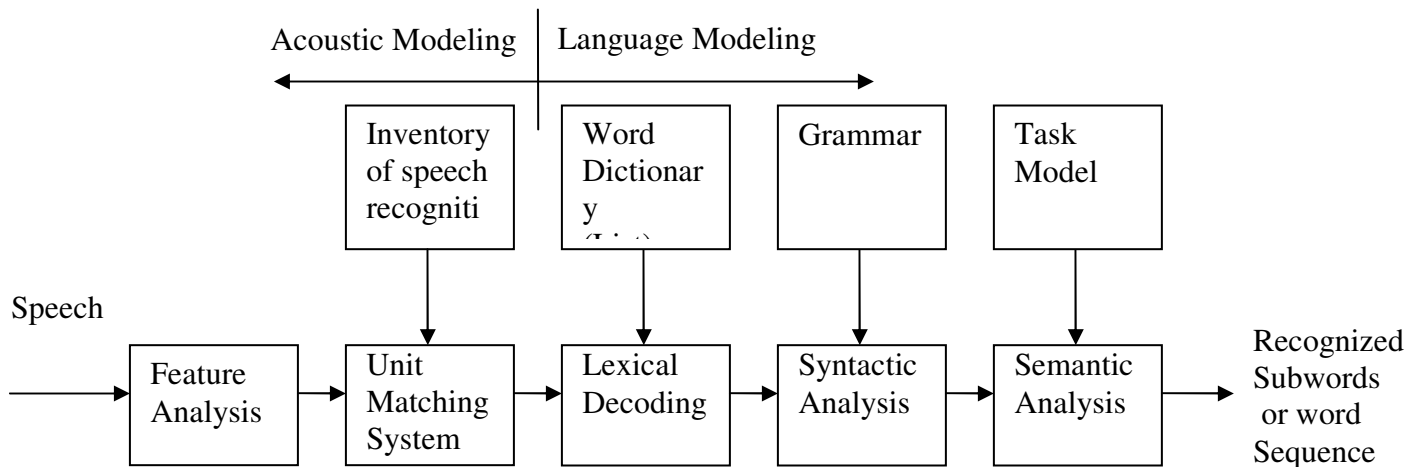 Acoustic Modeling
Language Modeling
Inventory
of speech
recogniti
Word
Dictionar
y
Grammar
Task
Model
Speech
Feature
Analysis
Unit
Matching
System
Lexical
Decoding
Syntactic
Analysis
Semantic
Analysis
Recognized
Subwords
or word
Sequence